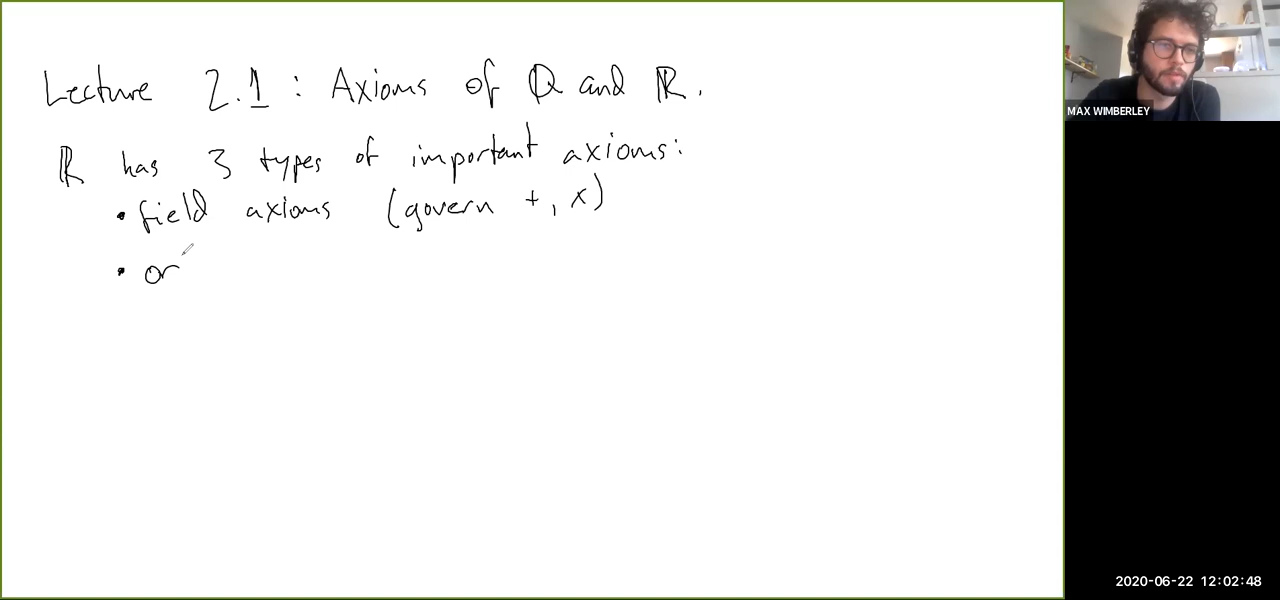 Lecture 2.1 : Axioms of ℚ and ℝ.
ℝ has 3 types of important axioms:
• field axioms (govern +, x)
• or
MAX WIMBERLEY
2020-06-22 12:02:48